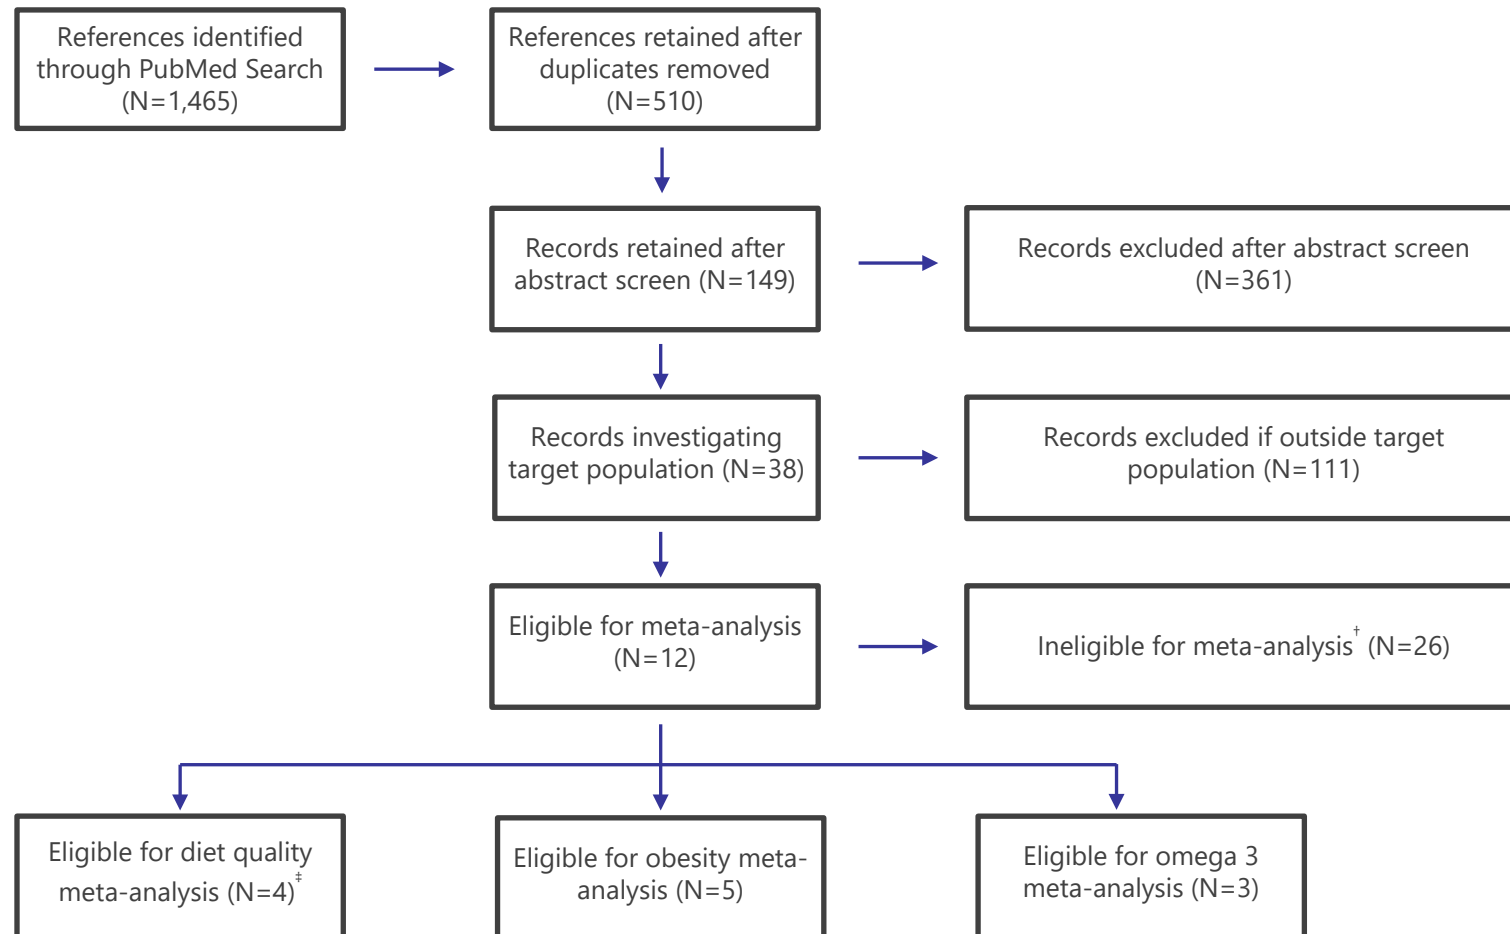 References identified
through PubMed Search
(N=1,465)
References retained after
duplicates removed
(N=510)
Records retained after
abstract screen (N=149)
Records excluded after abstract screen
(N=361)
Records investigating
target population (N=38)
Records excluded if outside target
population (N=111)
Eligible for meta-analysis
(N=12)
Ineligible for meta-analysis† (N=26)
Eligible for diet quality
meta-analysis (N=4)‡
Eligible for obesity meta-
analysis (N=5)
Eligible for omega 3
meta-analysis (N=3)